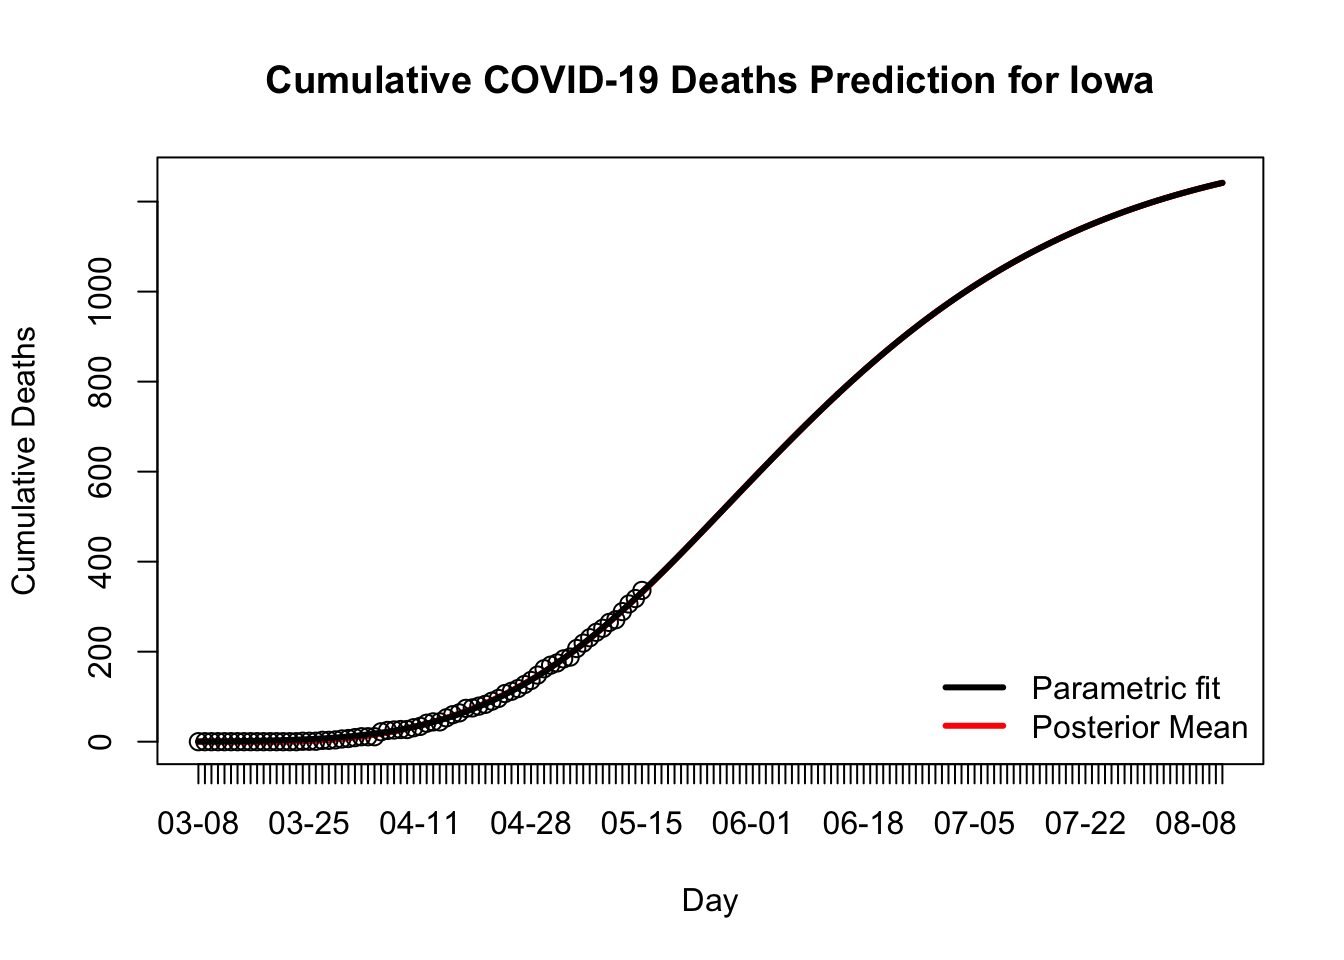 Cumulative COVID-19 Deaths Prediction for Iowa
Cumulative Deaths
1000
800
600
400
200
0
Parametric fit
Posterior Mean
03-08 03-25 04-11 04-28 05-15 06-01 06-18 07-05 07-22 08-08
Day